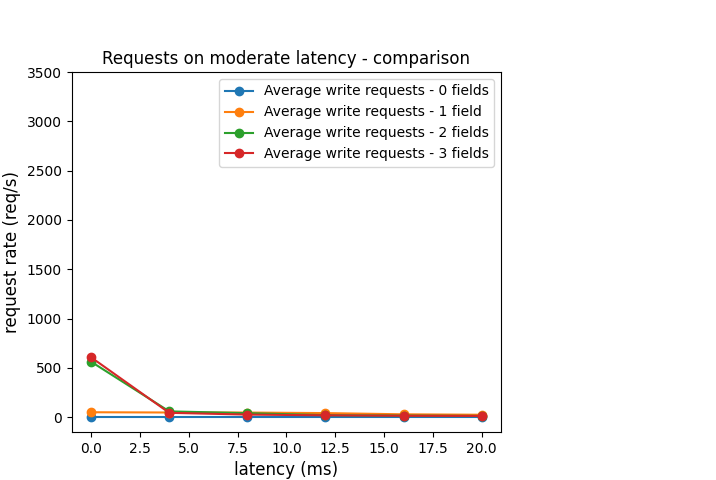 Requests on moderate latency - comparison
3500
3000
2500
2000
1500
1000
500
0
request rate (req/s)
Average write requests - 0 fields
Average write requests - 1 field
Average write requests - 2 fields
Average write requests - 3 fields
0.0 2.5 5.0 7.5 10.0 12.5 15.0 17.5 20.0
latency (ms)